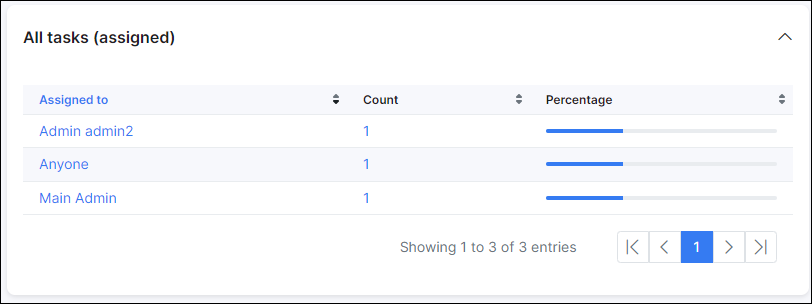 All tasks (assigned)
Assigned to Count Percentage
Admin admin2 1
Anyone 1
Main Admin 1
Showing 1 to 3 of 3 entries 1